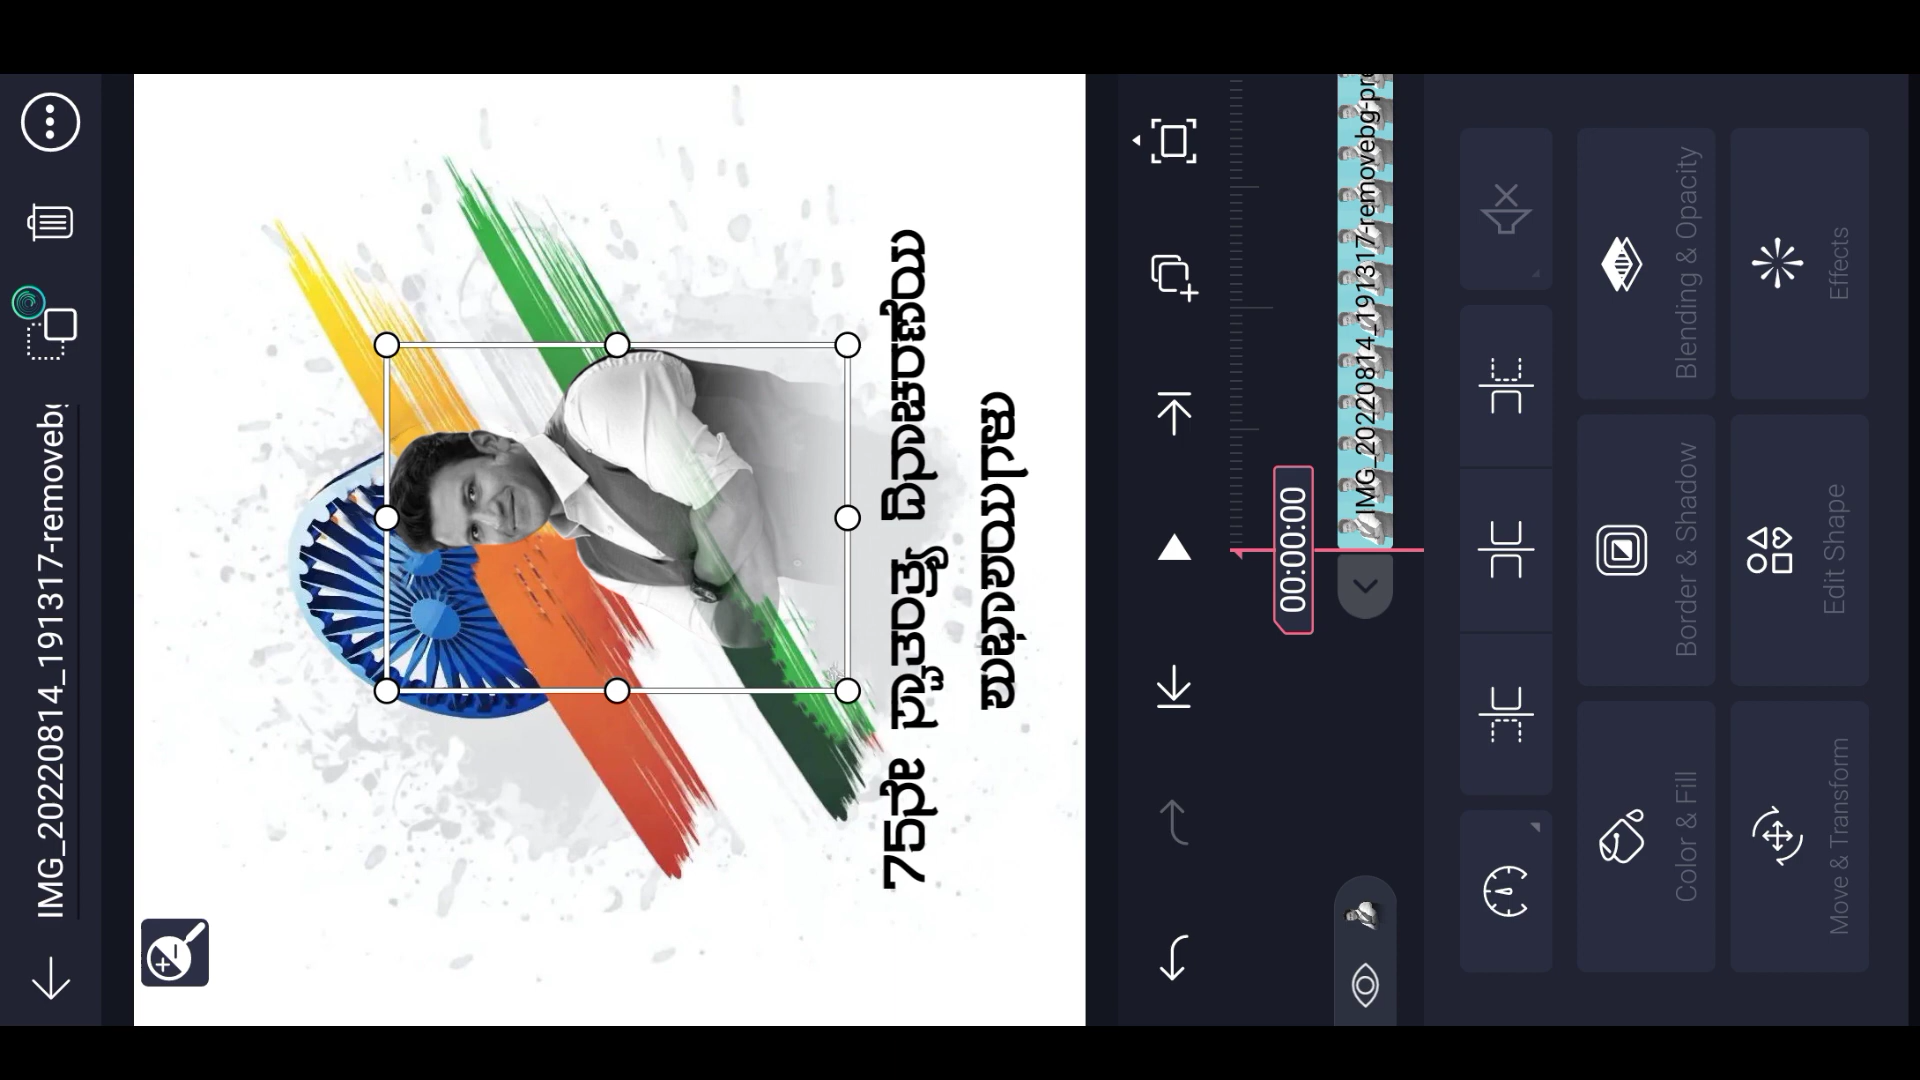 IMG_20220814_191317-removebg
75ನೇ ಸ್ವತಂತ್ರ ದಿನಾಚರಣೆಯ
ಶುಭಾಶಯಗಳು
00:00:00
IMG_20220814_191317-removebg-pre
Color & Fill
Border & Shadow
Blending & Opacity
Move & Transform
Edit Shape
Effects